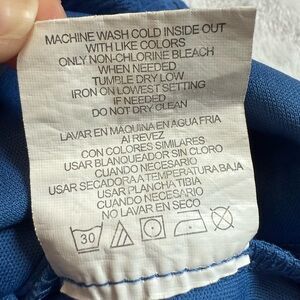 MACHINE WASH COLD INSIDE OUT
WITH LIKE COLORS
ONLY NON-CHLORINE BLEACH
WHEN NEEDED
TUMBLE DRY LOW
IRON ON LOWEST SETTING
IF NEEDED
DO NOT DRY CLEAN
LAVAR EN MAQUINA EN AGUA FRIA
AI REVEZ
CON COLORES SIMILARES
USAR BLANQUEADOR SIN CLORO
CUANDO NECESARIO
USAR SECADORA A TEMPERATURA BAJA
USAR PLANCHA TIBIA
CUANDO NECESARIO
NO LAVAR EN SECO
30